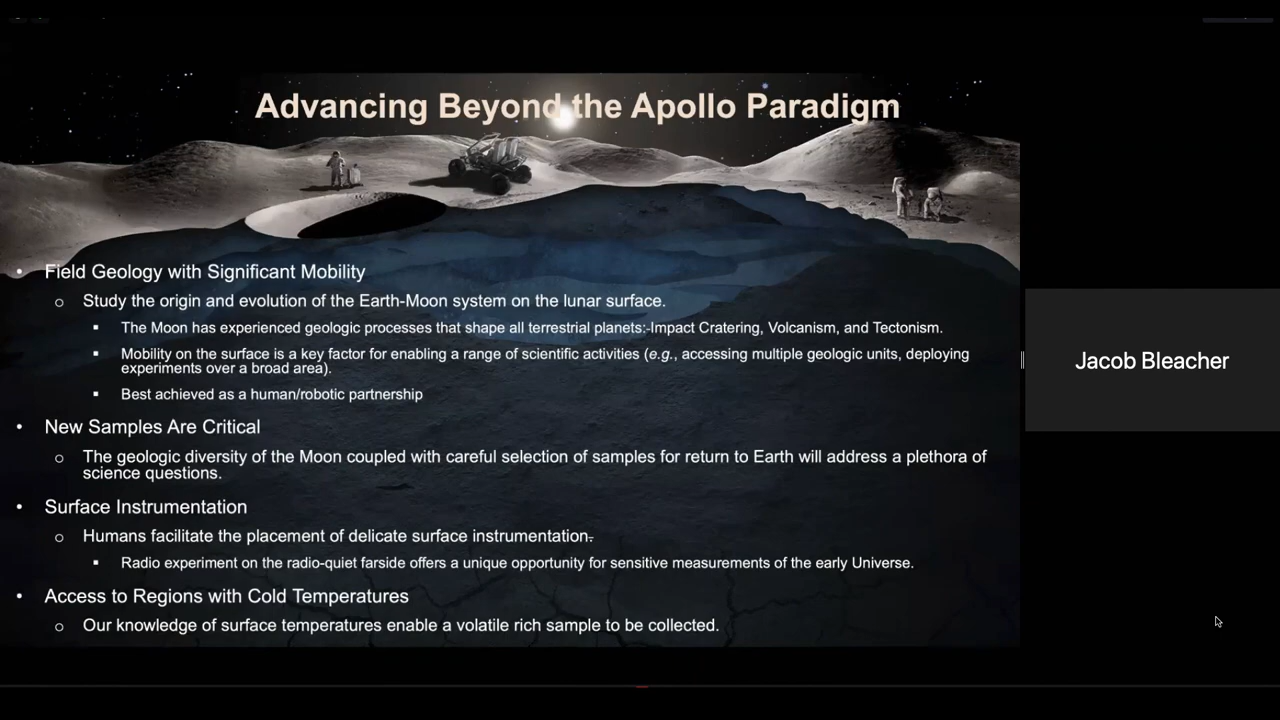 Advancing Beyond the Apollo Paradigm
• Field Geology with Significant Mobility
o Study the origin and evolution of the Earth-Moon system on the lunar surface.
▪ The Moon has experienced geologic processes that shape all terrestrial planets:-Impact Cratering, Volcanism, and Tectonism.
▪ Mobility on the surface is a key factor for enabling a range of scientific activities (e.g., accessing multiple geologic units, deploying
experiments over a broad area).
▪ Best achieved as a human/robotic partnership
• New Samples Are Critical
o The geologic diversity of the Moon coupled with careful selection of samples for return to Earth will address a plethora of
science questions.
• Surface Instrumentation
o Humans facilitate the placement of delicate surface instrumentation.
▪ Radio experiment on the radio-quiet farside offers a unique opportunity for sensitive measurements of the early Universe.
• Access to Regions with Cold Temperatures
o Our knowledge of surface temperatures enable a volatile rich sample to be collected.
Jacob Bleacher